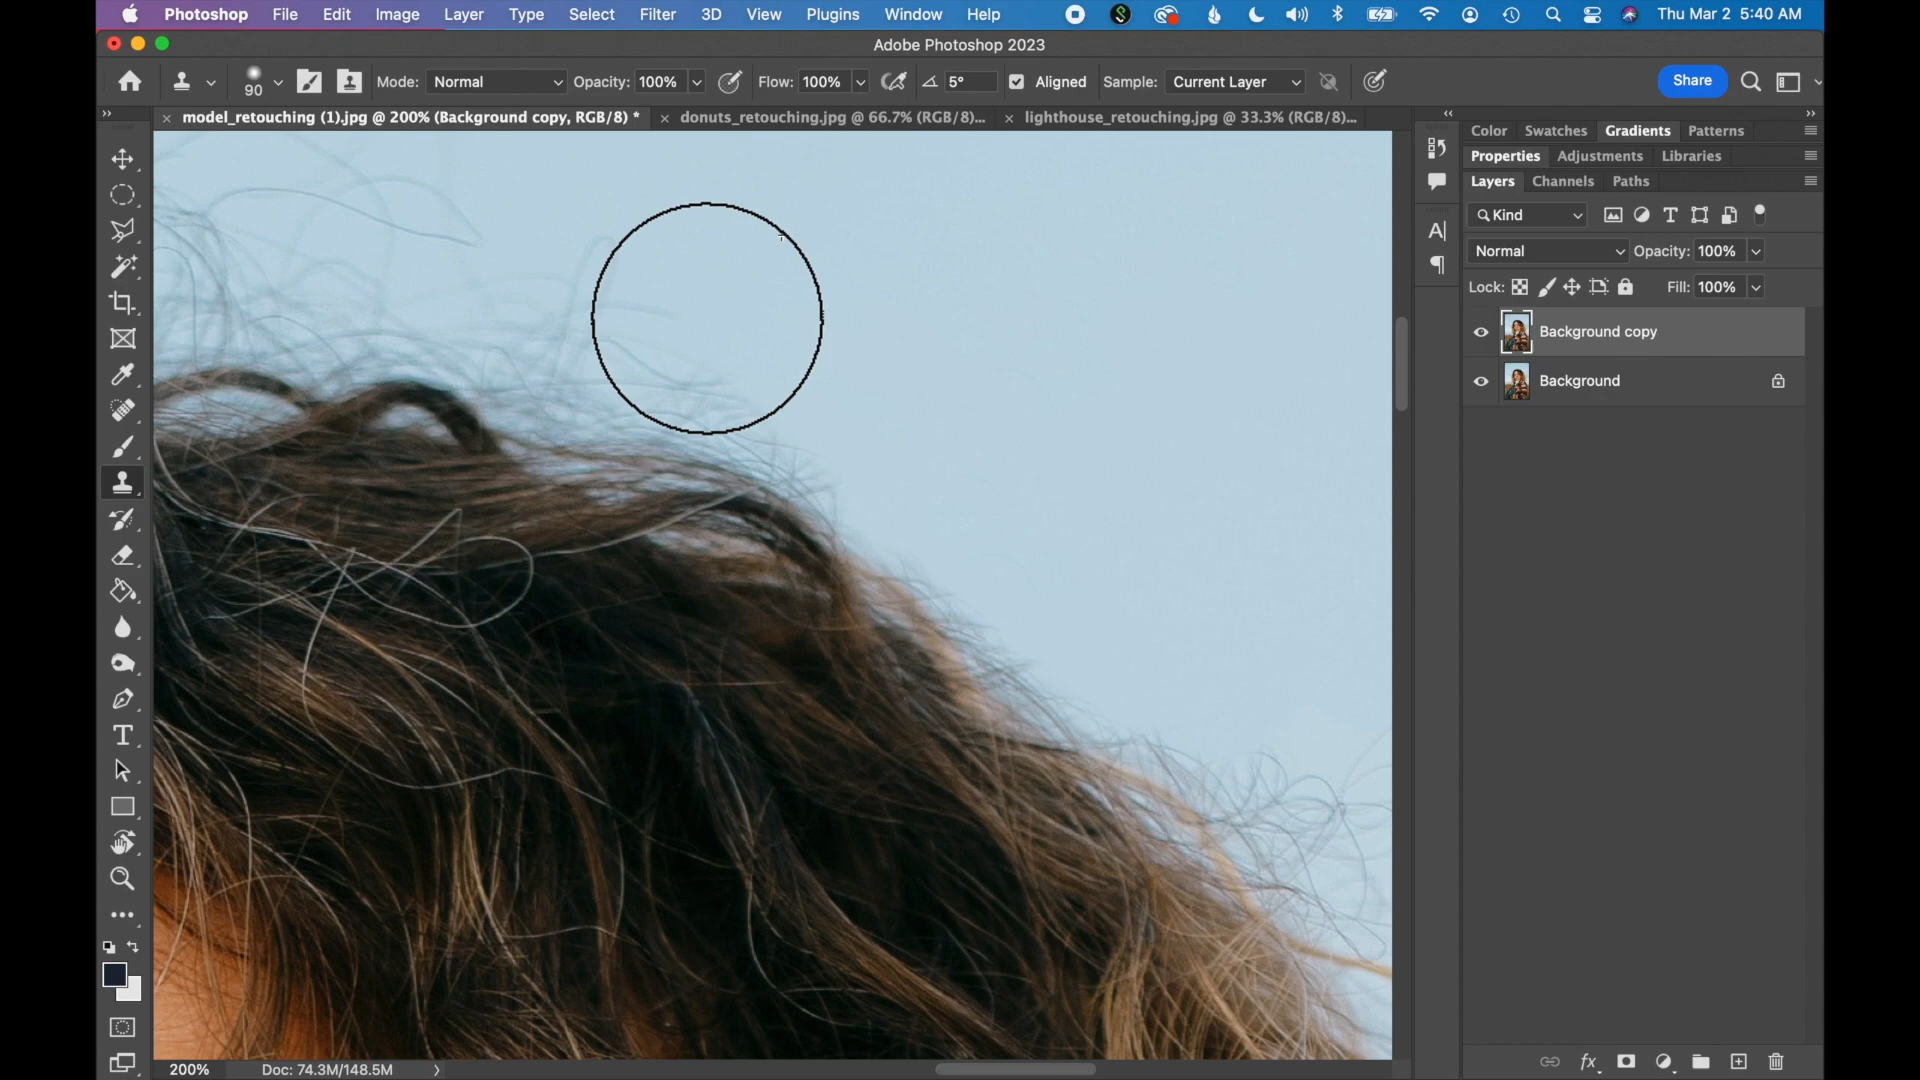 Photoshop File Edit Image Layer Type Select Filter 3D View Plugins Window Help Thu Mar 2 5:40 AM
Adobe Photoshop 2023
90 Mode: Normal Opacity: 100% Flow: 100% 5° Aligned Sample: Current Layer Share
model_retouching (1).jpg @ 200% (Background copy, RGB/8) * donuts_retouching.jpg @ 66.7% (RGB/8)... lighthouse_retouching.jpg @ 33.3% (RGB/8)...
Color Swatches Gradients Patterns
Properties Adjustments Libraries
Layers Channels Paths
Kind
Normal Opacity: 100%
Lock: Fill: 100%
Background copy
Background
200% Doc: 74.3M/148.5M